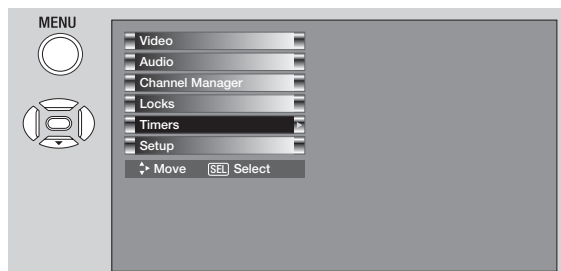 MENU
Video
Audio
Channel Manager
Locks
Timers
Setup
Move SEL Select